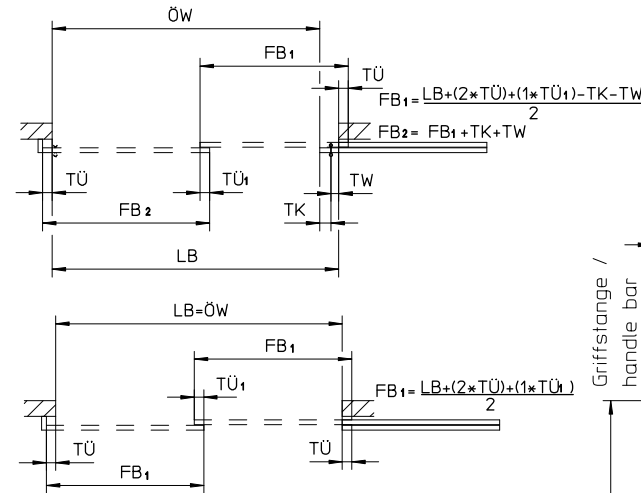 ÖW
FB1
TÜ
FB1 = LB+(2*TÜ)+(1*TÜ1)-TK-TW
2
FB2 = FB1+TK+TW
TÜ
TÜ1
TW
FB2
TK
LB
LB=ÖW
FB1
TÜ1
FB1 = LB+(2*TÜ)+(1*TÜ1)
2
TÜ
TÜ
FB1
Griffstange /
handle bar